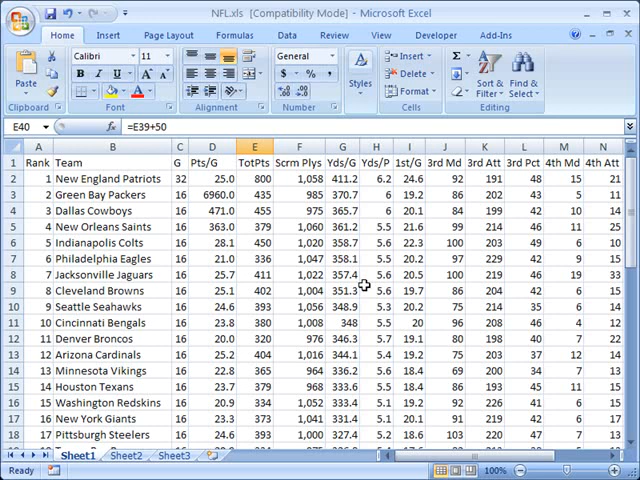 NFL.xls [Compatibility Mode] - Microsoft Excel
Home Insert Page Layout Formulas Data Review View Developer Add-Ins
Paste Calibri 11 General Styles Insert Delete Format Sort & Filter Find & Select
Clipboard Font Alignment Number Cells Editing
E40 fx =E39+50
A B C D E F G H I J K L M N
1 Rank Team G Pts/G TotPts Scrm Plys Yds/G Yds/P 1st/G 3rd Md 3rd Att 3rd Pct 4th Md 4th Att
2 1 New England Patriots 32 25.0 800 1,058 411.2 6.2 24.6 92 191 48 15 21
3 2 Green Bay Packers 16 6960.0 435 985 370.7 6 19.2 86 202 43 5 11
4 3 Dallas Cowboys 16 471.0 455 975 365.7 6 20.1 84 199 42 10 14
5 4 New Orleans Saints 16 363.0 379 1,060 361.2 5.5 21.6 99 214 46 11 25
6 5 Indianapolis Colts 16 28.1 450 1,020 358.7 5.6 22.3 100 203 49 6 10
7 6 Philadelphia Eagles 16 21.0 336 1,047 358.1 5.5 20.2 97 229 42 9 15
8 7 Jacksonville Jaguars 16 25.7 411 1,022 357.4 5.6 20.5 100 219 46 19 33
9 8 Cleveland Browns 16 25.1 402 1,004 351.3 5.6 19.7 86 204 42 6 15
10 9 Seattle Seahawks 16 24.6 393 1,056 348.9 5.3 20.2 75 214 35 6 14
11 10 Cincinnati Bengals 16 23.8 380 1,008 348 5.5 20 96 208 46 4 12
12 11 Denver Broncos 16 20.0 320 976 346.3 5.7 19.1 80 198 40 7 22
13 12 Arizona Cardinals 16 25.2 404 1,016 344.1 5.4 19.2 75 203 37 12 14
14 13 Minnesota Vikings 16 22.8 365 964 336.2 5.6 18.4 69 200 34 7 13
15 14 Houston Texans 16 23.7 379 968 333.6 5.5 18.4 86 193 45 11 15
16 15 Washington Redskins 16 20.9 334 1,052 333.4 5.1 19.2 92 226 41 6 15
17 16 New York Giants 16 23.3 373 1,041 331.4 5.1 20.1 91 219 42 6 17
18 17 Pittsburgh Steelers 16 24.6 393 1,000 327.4 5.2 18.4 103 220 47 7 13
Sheet1 Sheet2 Sheet3
Ready 100%